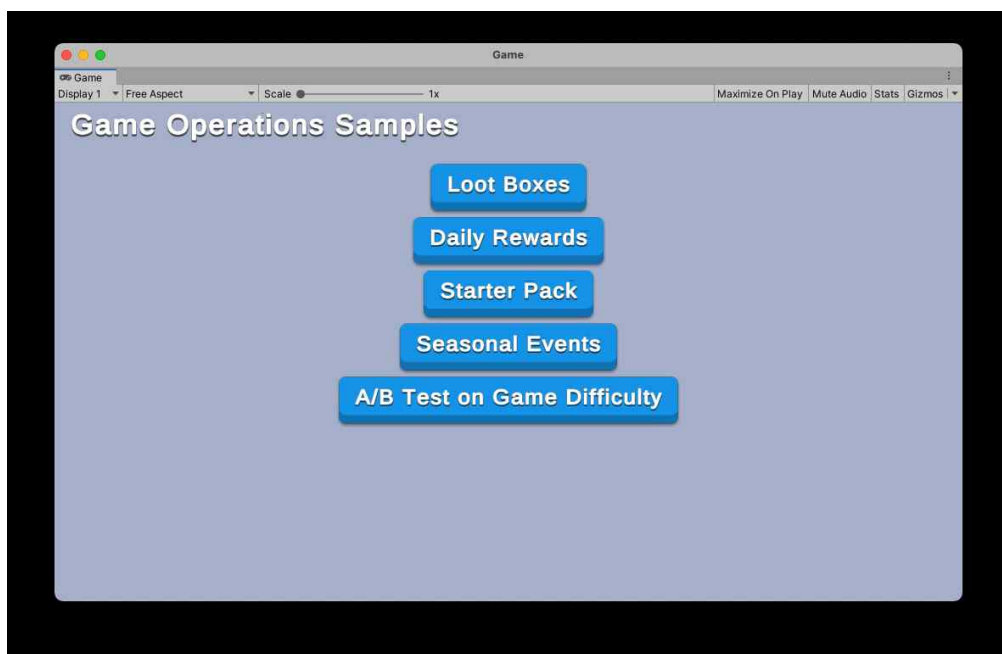 Game
Game
Display 1 Free Aspect Scale 1x Maximize On Play Mute Audio Stats Gizmos
Game Operations Samples
Loot Boxes
Daily Rewards
Starter Pack
Seasonal Events
A/B Test on Game Difficulty